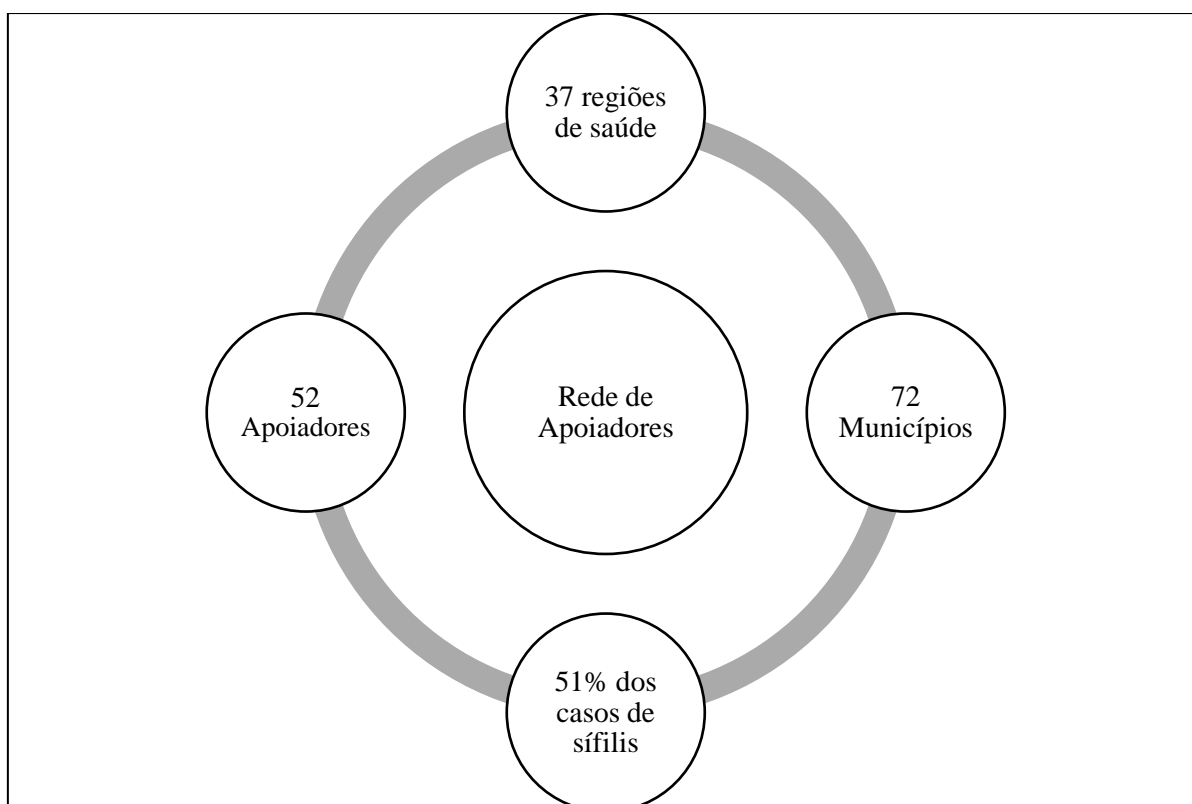 37 regiões
de saúde
52
Apoiadores
Rede de
Apoiadores
72
Municípios
51% dos
casos de
sífilis